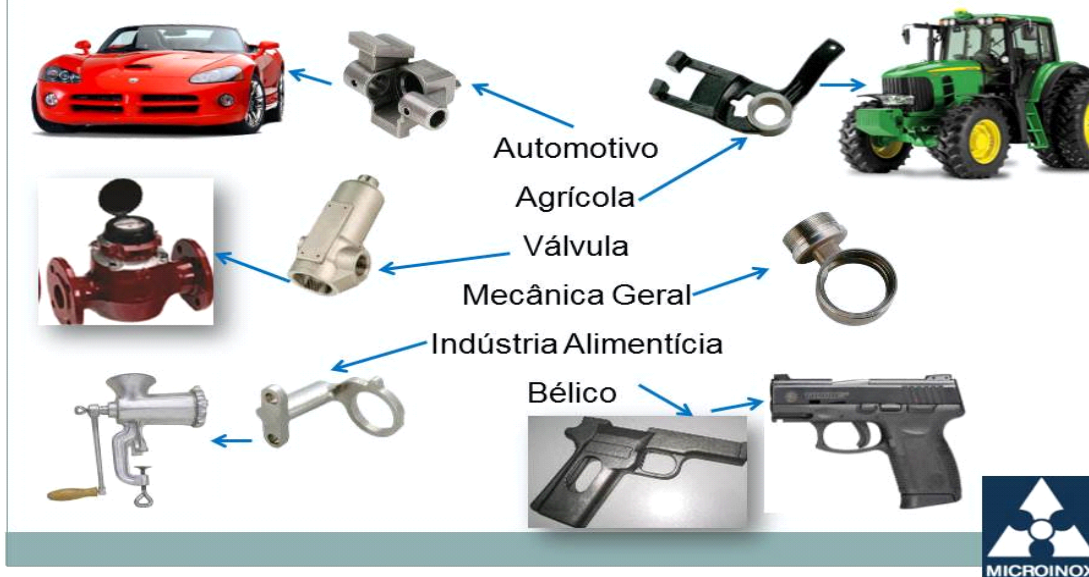 Automotivo
Agrícola
Válvula
Mecânica Geral
Indústria Alimentícia
Bélico
MICROINOX